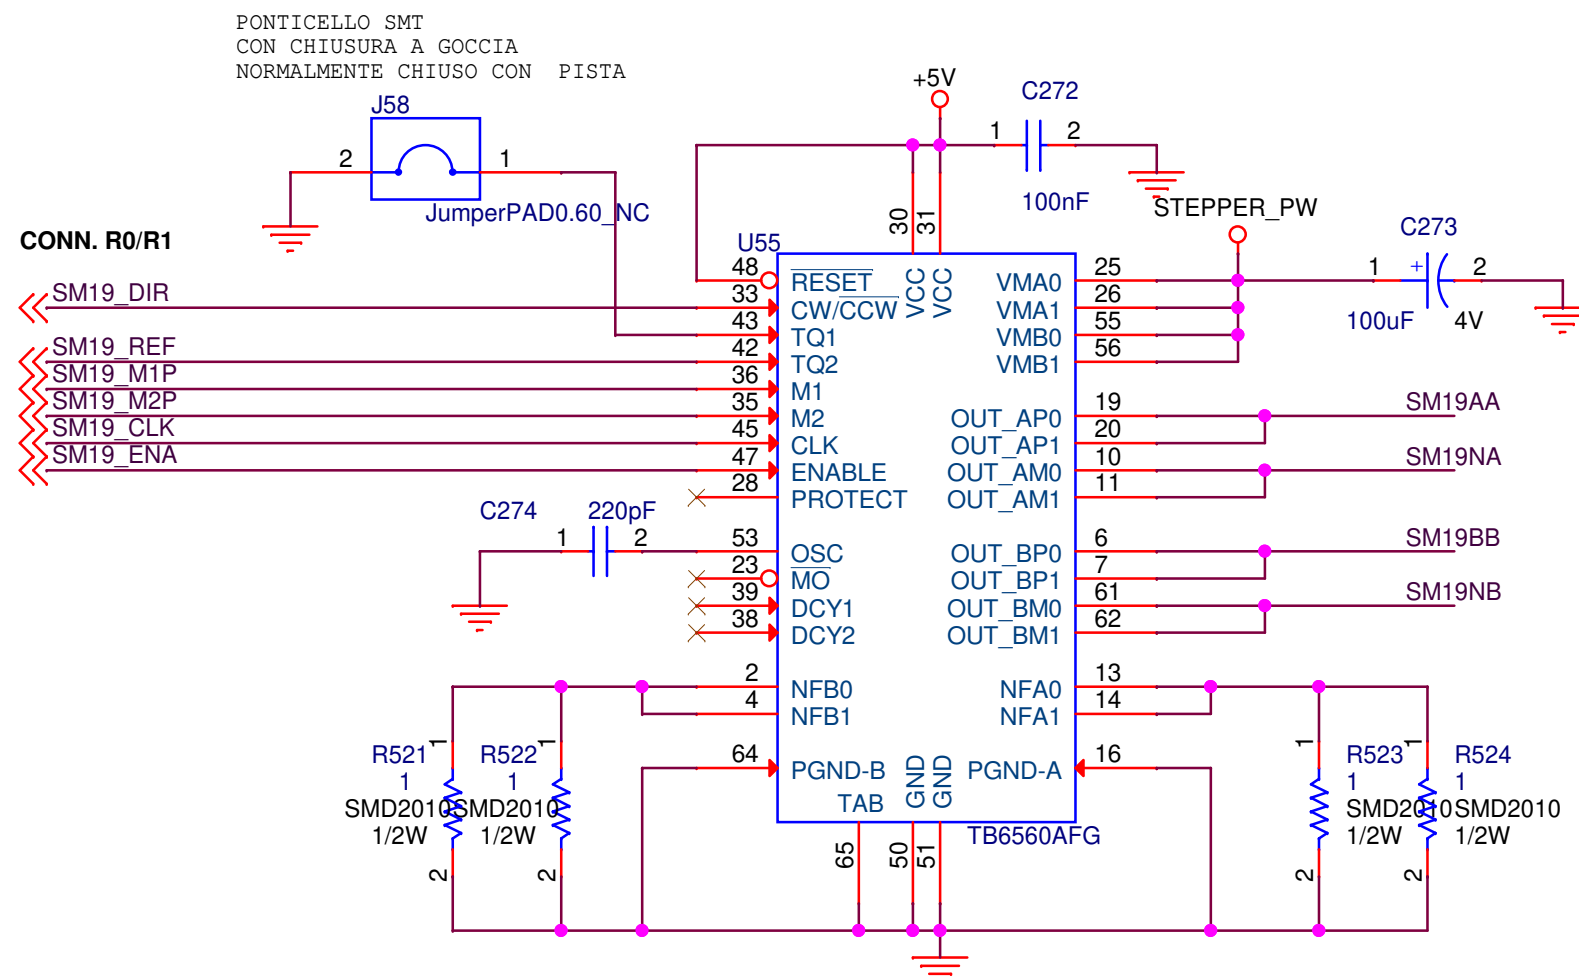 PONTICELLO SMT
CON CHIUSURA A GOCCIA
NORMALMENTE CHIUSO CON PISTA
J58
2
1
JumperPAD0.60_NC
+5V
C272
1
2
100nF
STEPPER_PW
C273
1
+
2
100uF
4V
CONN. R0/R1
SM19_DIR
SM19_REF
SM19_M1P
SM19_M2P
SM19_CLK
SM19_ENA
U55
30
31
VCC
VCC
48
RESET
33
CW/CCW
43
TQ1
42
TQ2
36
M1
35
M2
45
CLK
47
ENABLE
28
PROTECT
C274
220pF
1
2
53
OSC
23
MO
39
DCY1
38
DCY2
2
NFB0
4
NFB1
64
PGND-B
VMA0
25
VMA1
26
VMB0
55
VMB1
56
OUT_AP0
19
SM19AA
OUT_AP1
20
OUT_AM0
10
SM19NA
OUT_AM1
11
OUT_BP0
6
SM19BB
OUT_BP1
7
OUT_BM0
61
SM19NB
OUT_BM1
62
NFA0
13
NFA1
14
PGND-A
16
TAB
GND
GND
65
50
51
TB6560AFG
R521
1
SMD2010
1/2W
1
2
R522
1
SMD2010
1/2W
1
2
R523
1
SMD2010
1/2W
1
2
R524
1
SMD2010
1/2W
1
2